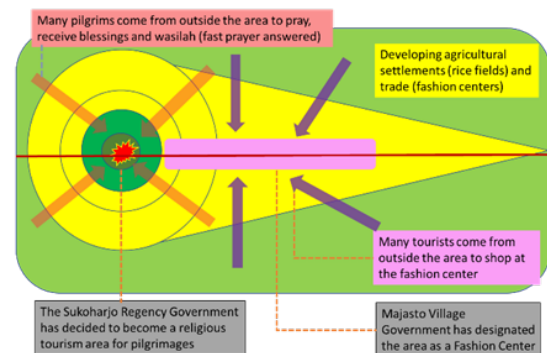 Many pilgrims come from outside the area to pray,
receive blessings and wasilah (fast prayer answered)
Developing agricultural
settlements (rice fields) and
trade (fashion centers)
Many tourists come from
outside the area to shop at
the fashion center
The Sukoharjo Regency Government
has decided to become a religious
tourism area for pilgrimages
Majasto Village
Government has designated
the area as a Fashion Center